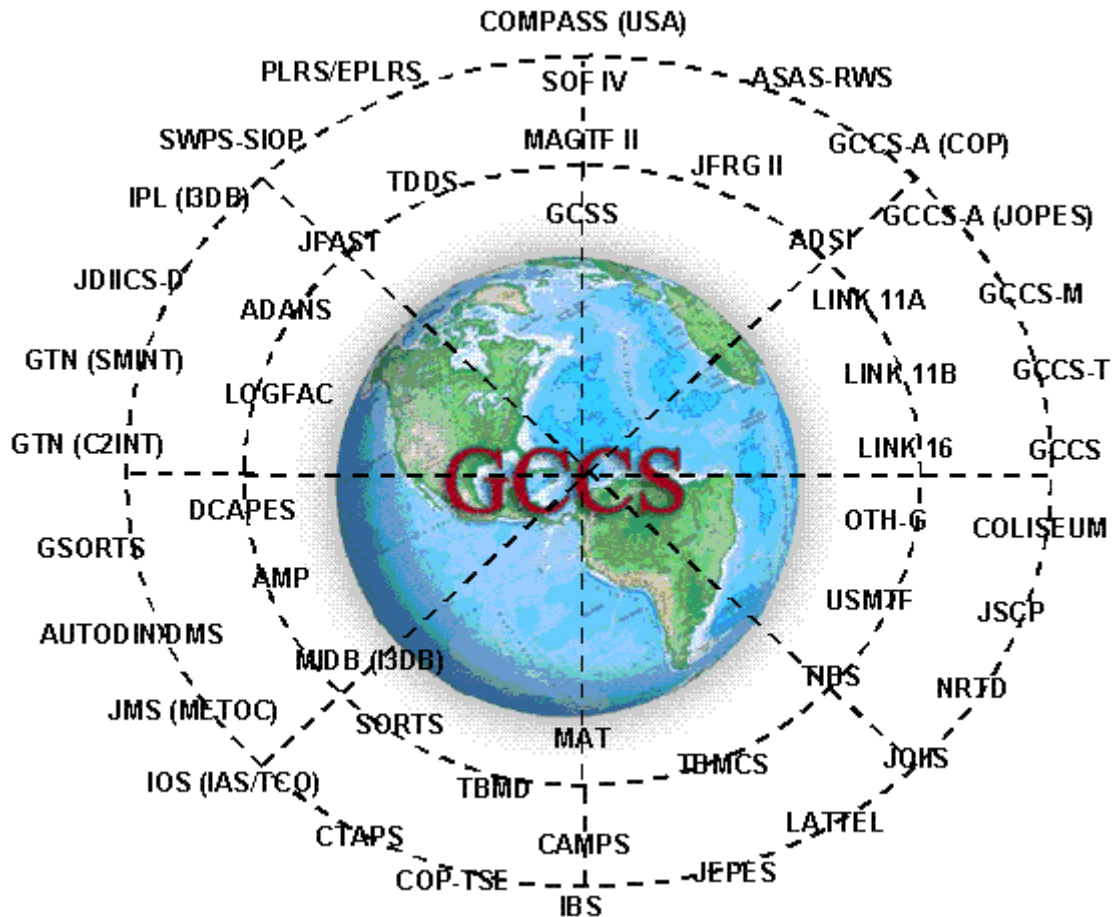 COMPASS (USA)
PLRS/EPLRS
SOF IV
ASAS-RWS
SWPS-SIOP
MAGTF II
GCCS-A (COP)
JFRG II
TDDS
IPL (I3DB)
GCSS
GCCS-A (JOPES)
JFAST
ADSI
JDIICS-D
ADANS
LINK 11A
GCCS-M
GTN (SMINT)
LOGFAC
LINK 11B
GCCS-T
GTN (C2INT)
LINK 16
GCCS
GCCS
DCAPES
OTH-G
COLISEUM
GSORTS
AMP
USMTF
JSCP
AUTODIN/DMS
MIDB (I3DB)
NBS
NRTD
JMS (METOC)
SORTS
MAT
TBMCS
JOIIS
IOS (IAS/TCO)
TBMD
CTAPS
CAMPS
LATTEL
COP-TSE
JEPES
IBS